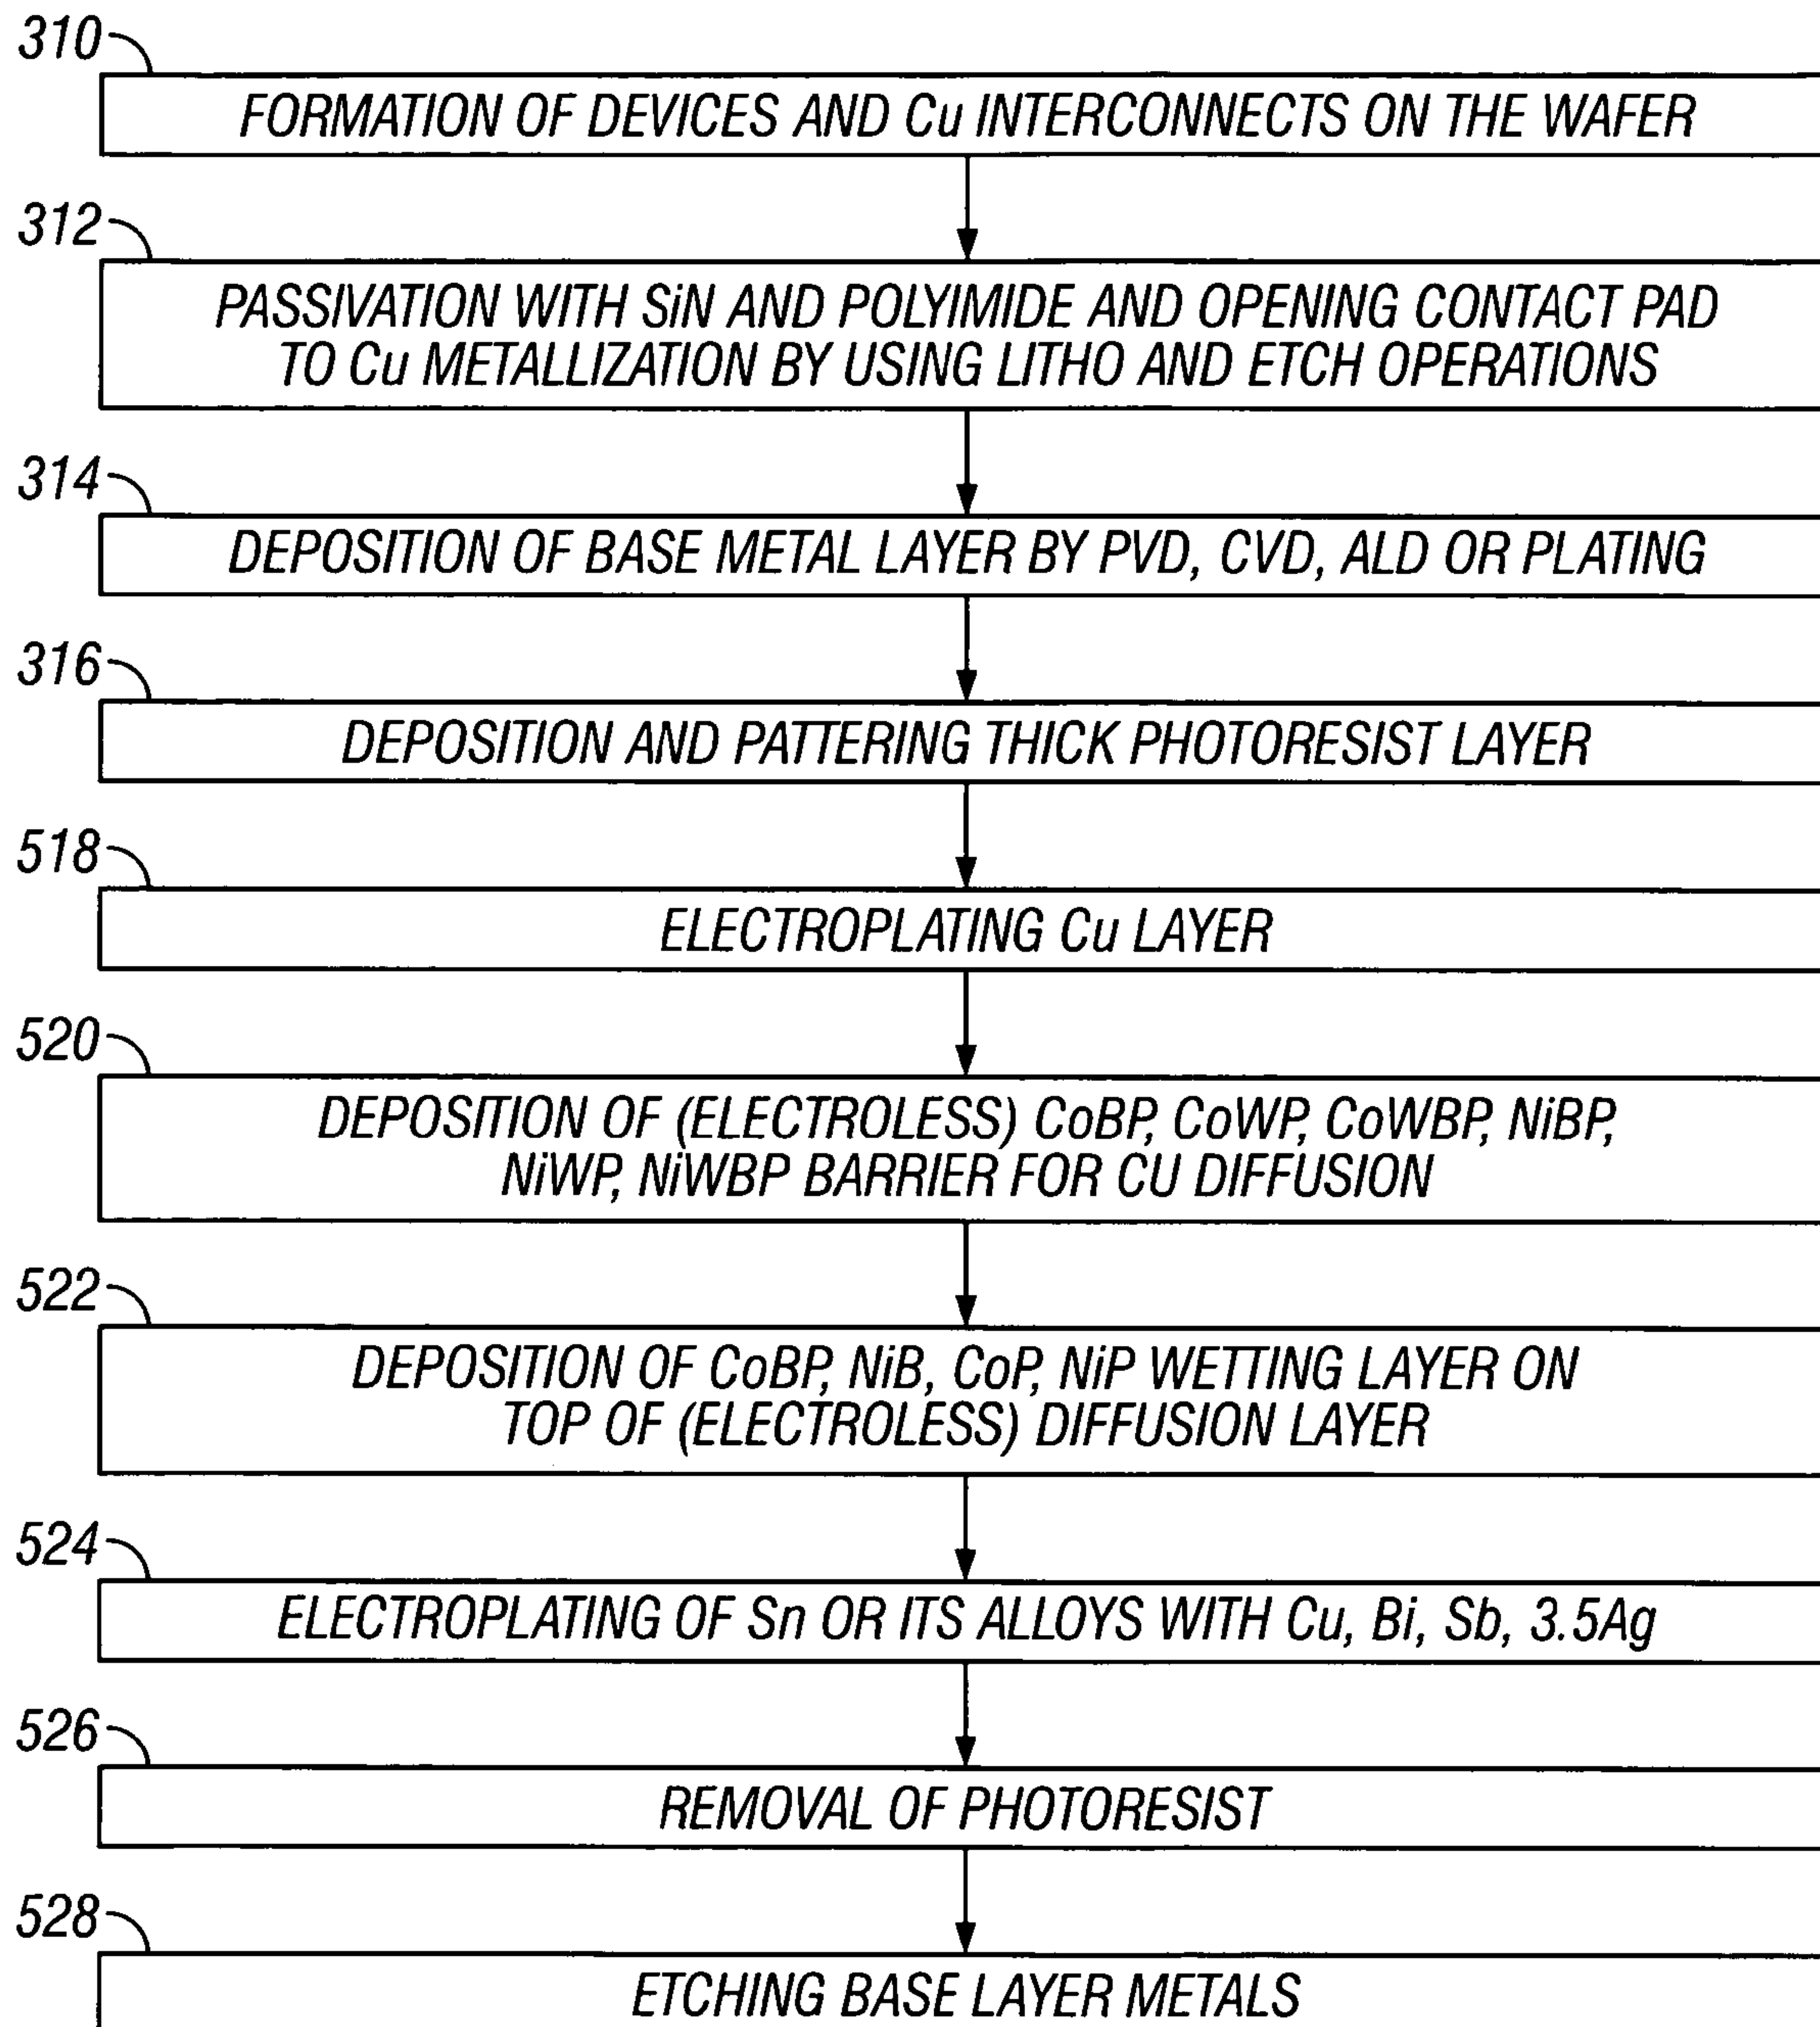 310
FORMATION OF DEVICES AND Cu INTERCONNECTS ON THE WAFER
312
PASSIVATION WITH SiN AND POLYIMIDE AND OPENING CONTACT PAD
TO Cu METALLIZATION BY USING LITHO AND ETCH OPERATIONS
314
DEPOSITION OF BASE METAL LAYER BY PVD, CVD, ALD OR PLATING
316
DEPOSITION AND PATTERING THICK PHOTORESIST LAYER
518
ELECTROPLATING Cu LAYER
520
DEPOSITION OF (ELECTROLESS) CoBP, CoWP, CoWBP, NiBP,
NiWP, NiWBP BARRIER FOR CU DIFFUSION
522
DEPOSITION OF CoBP, NiB, CoP, NiP WETTING LAYER ON
TOP OF (ELECTROLESS) DIFFUSION LAYER
524
ELECTROPLATING OF Sn OR ITS ALLOYS WITH Cu, Bi, Sb, 3.5Ag
526
REMOVAL OF PHOTORESIST
528
ETCHING BASE LAYER METALS